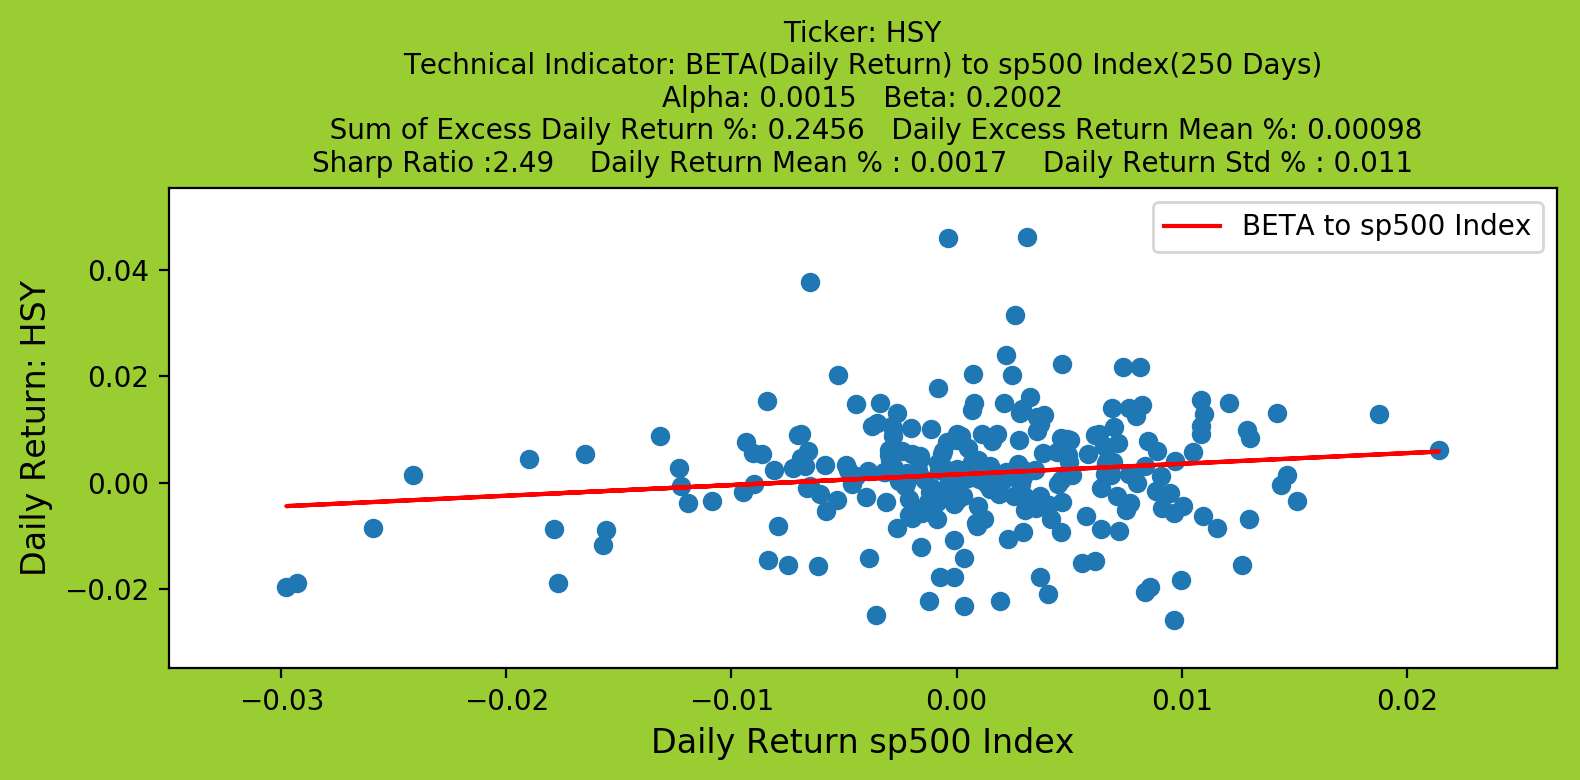 Ticker: HSY
Technical Indicator: BETA(Daily Return) to sp500 Index(250 Days)
Alpha: 0.0015   Beta: 0.2002
Sum of Excess Daily Return %: 0.2456   Daily Excess Return Mean %: 0.00098
Sharp Ratio :2.49    Daily Return Mean % : 0.0017    Daily Return Std % : 0.011
BETA to sp500 Index
Daily Return: HSY
0.04
0.02
0.00
−0.02
−0.03
−0.02
−0.01
0.00
0.01
0.02
Daily Return sp500 Index